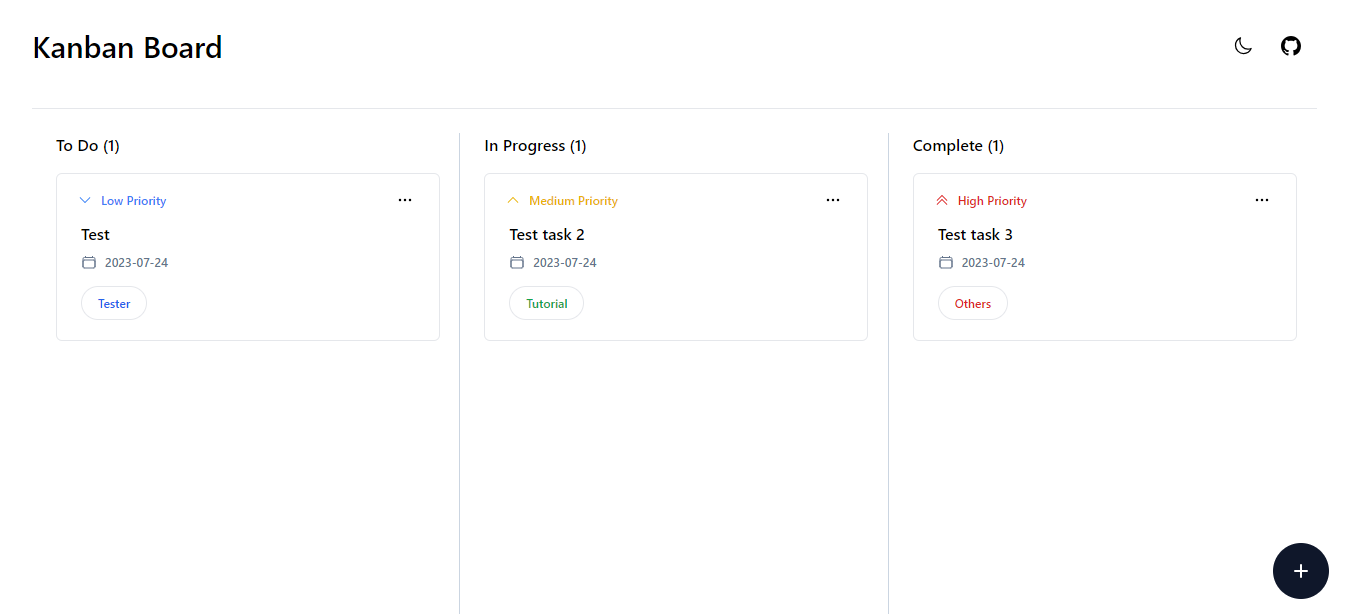 Kanban Board
To Do (1)
Low Priority
Test
2023-07-24
Tester
In Progress (1)
Medium Priority
Test task 2
2023-07-24
Tutorial
Complete (1)
High Priority
Test task 3
2023-07-24
Others